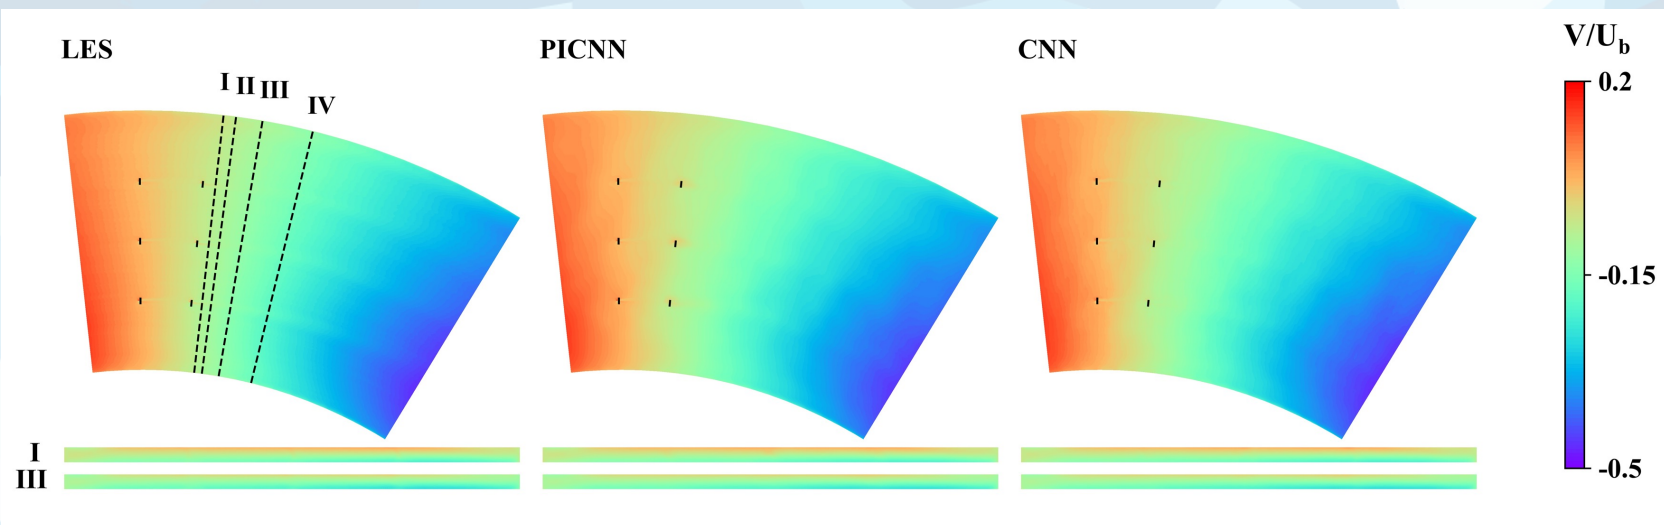 LES
PICNN
CNN
V/U_b
I II III
IV
0.2
-0.15
-0.5
I
III